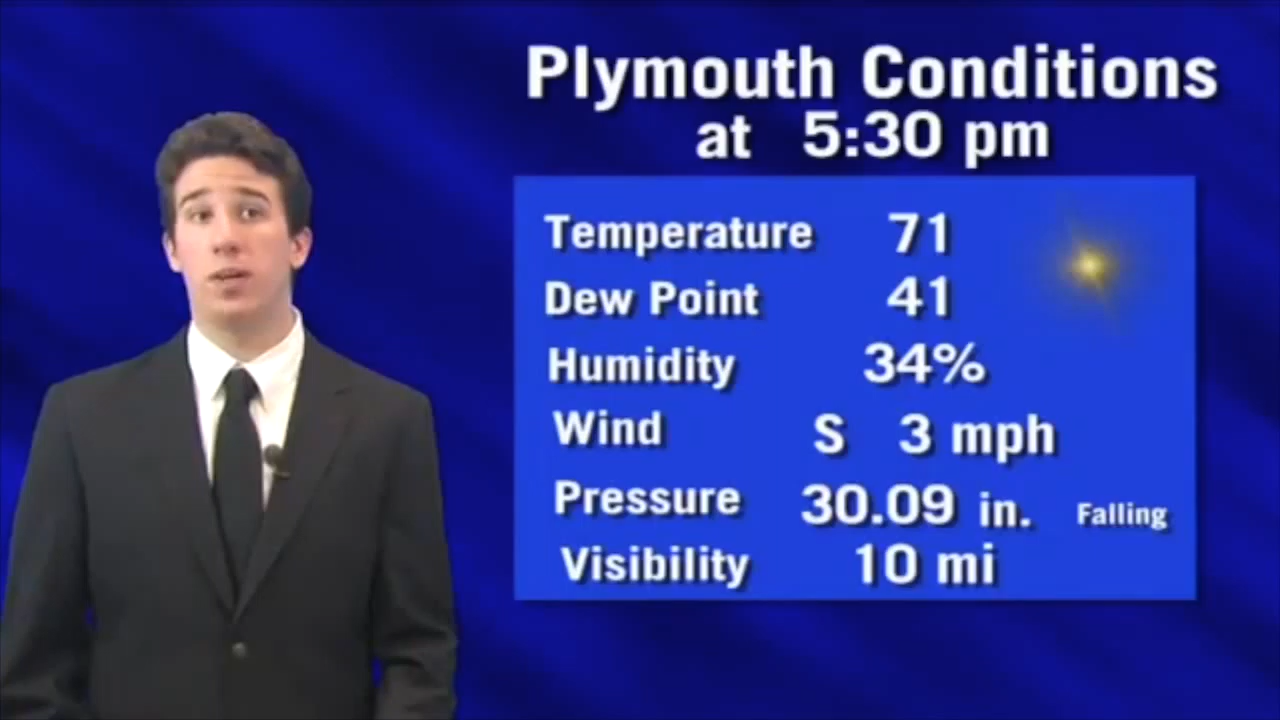 Plymouth Conditions
at 5:30 pm
Temperature 71
Dew Point 41
Humidity 34%
Wind S 3 mph
Pressure 30.09 in. Falling
Visibility 10 mi